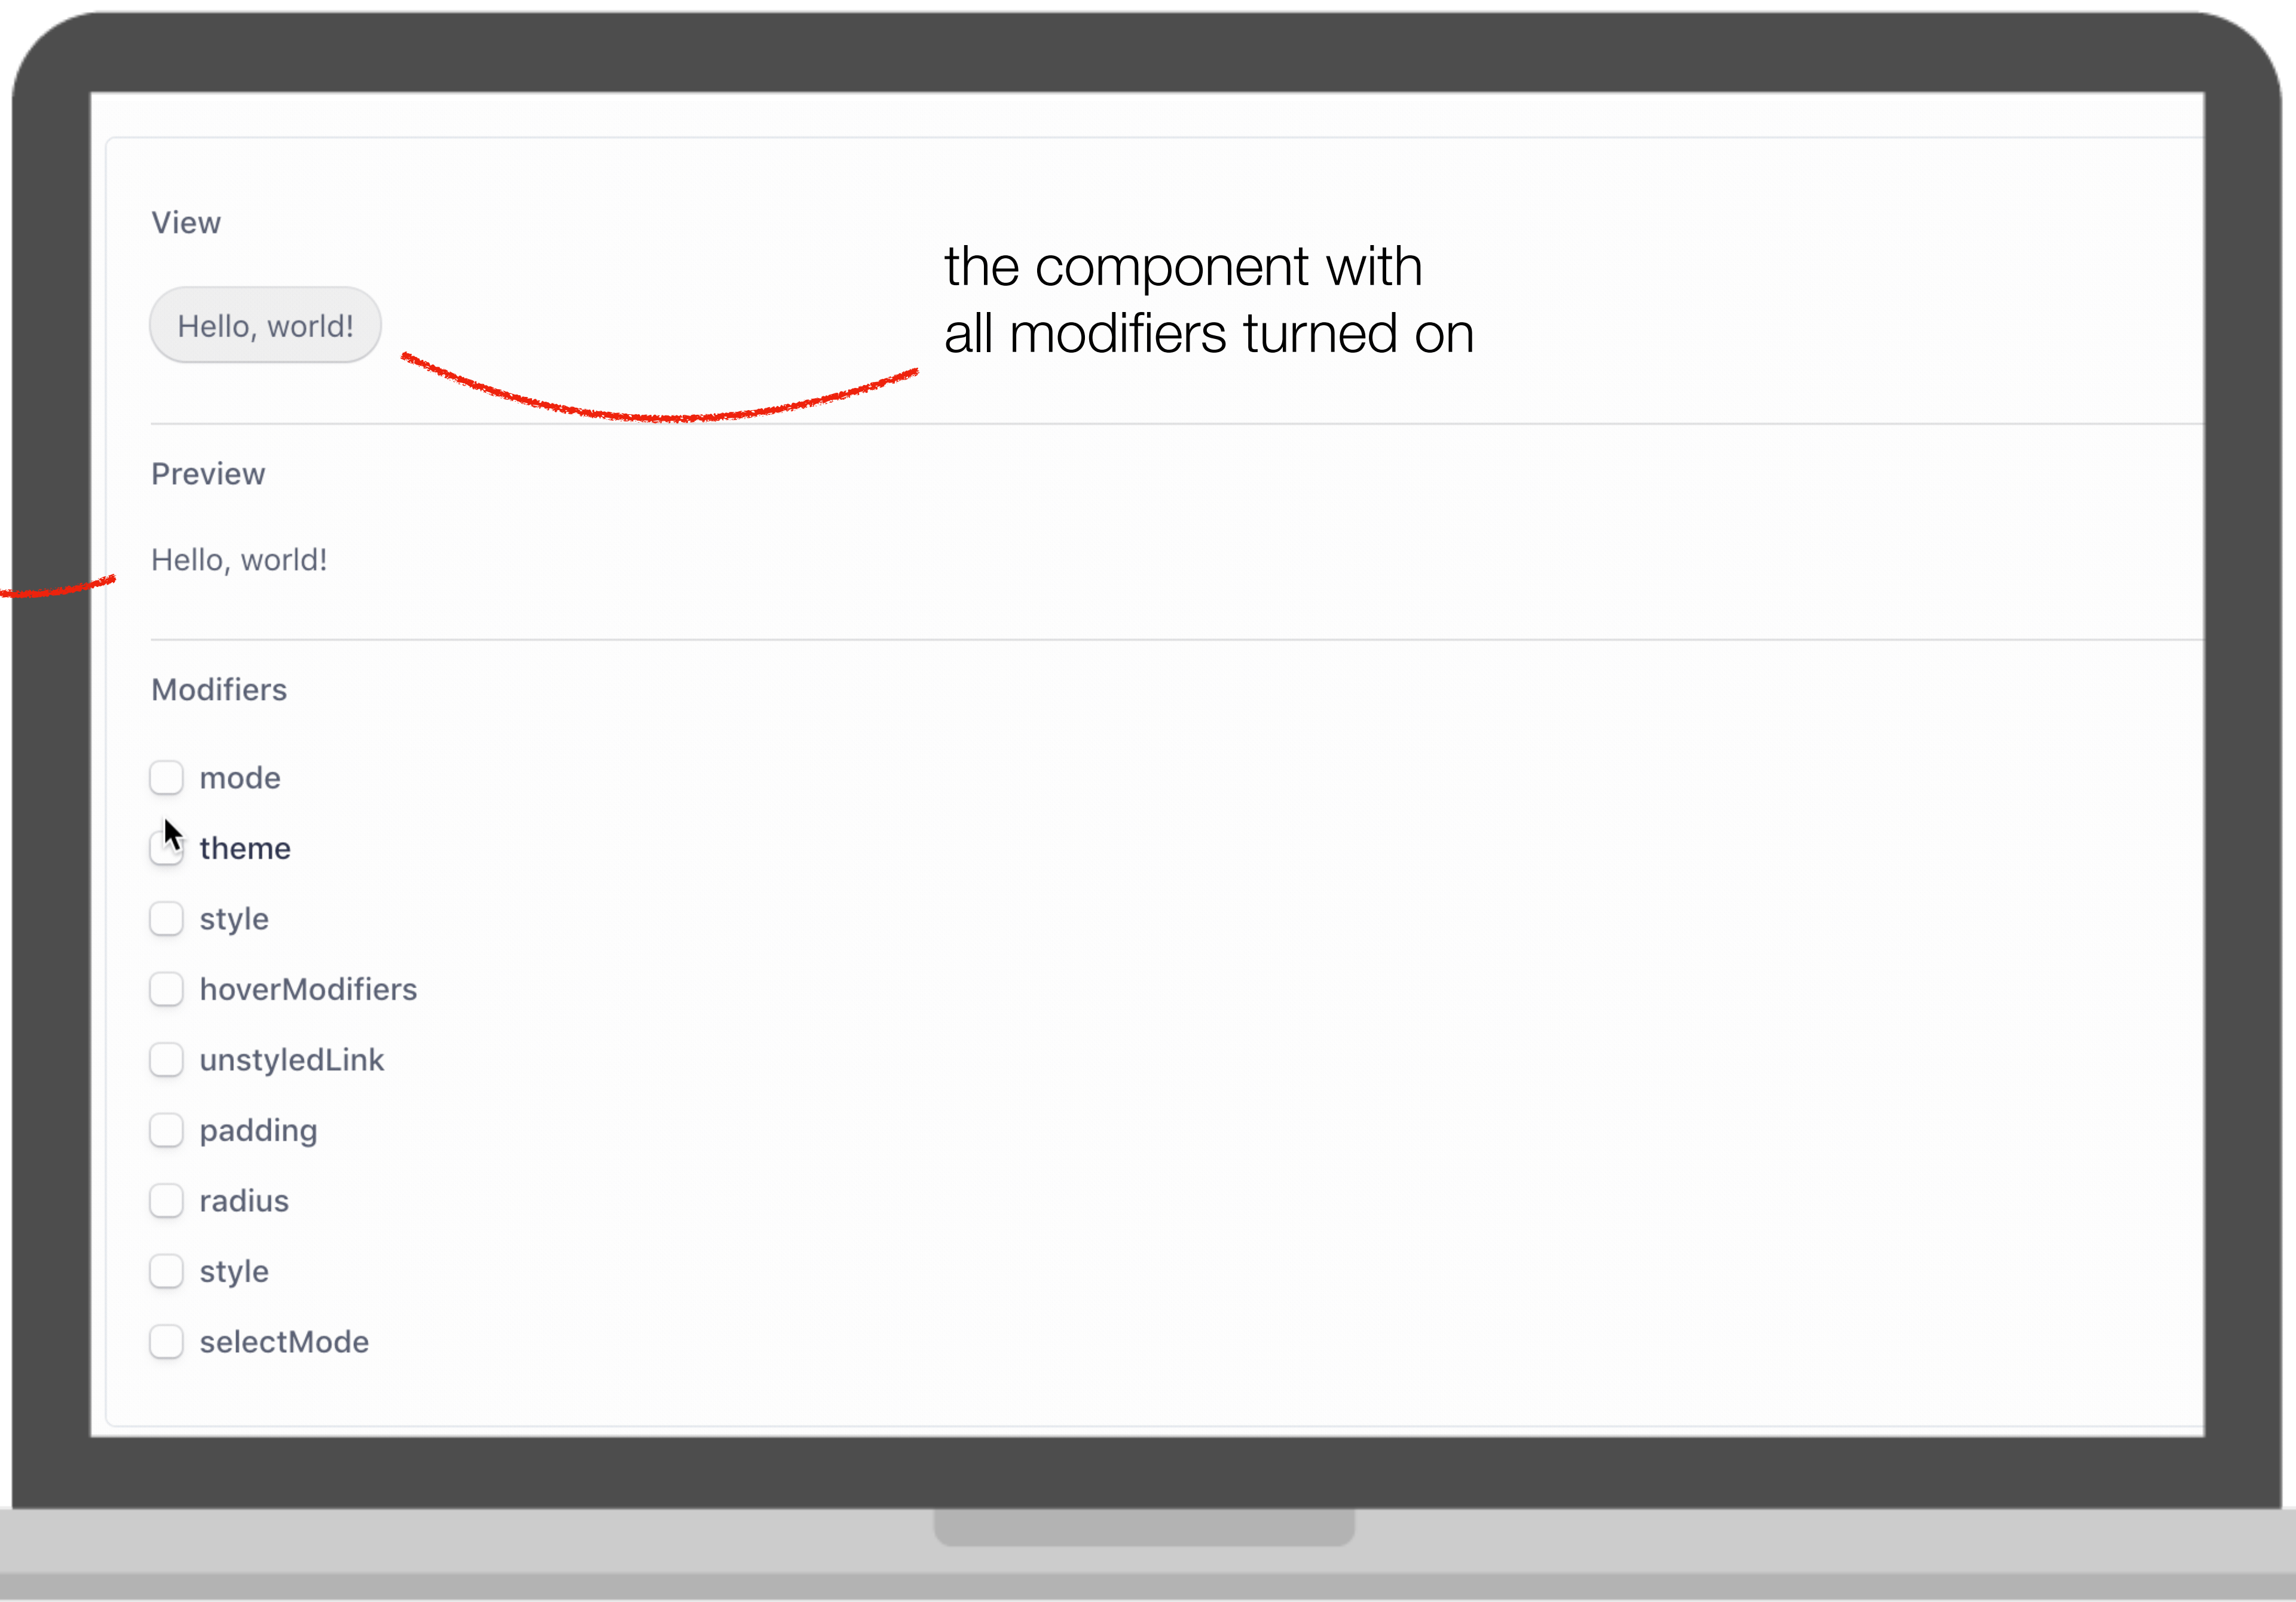 View
Hello, world!
the component with
all modifiers turned on
Preview
Hello, world!
Modifiers
mode
theme
style
hoverModifiers
unstyledLink
padding
radius
style
selectMode